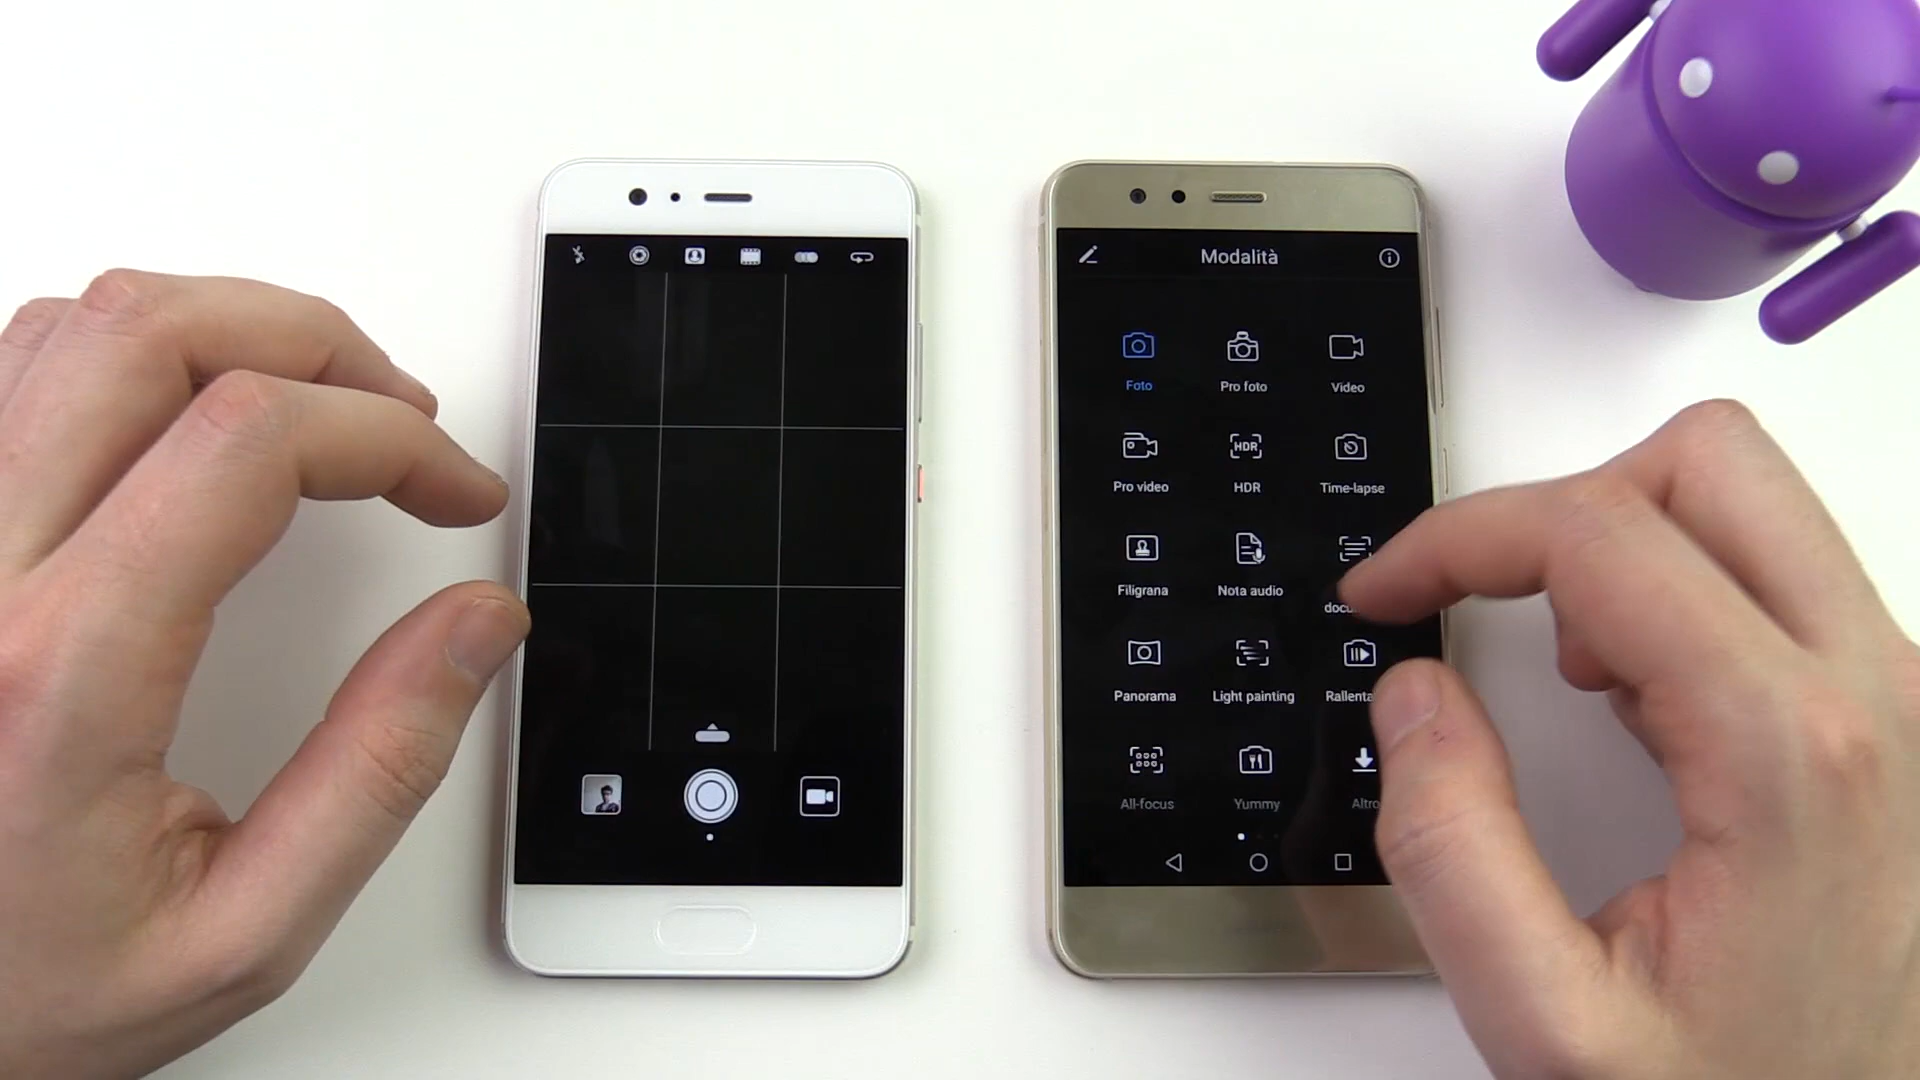 Modalità
Foto
Pro foto
Video
Pro video
HDR
HDR
Time-lapse
Filigrana
Nota audio
Panorama
Light painting
All-focus
Yummy
Altro